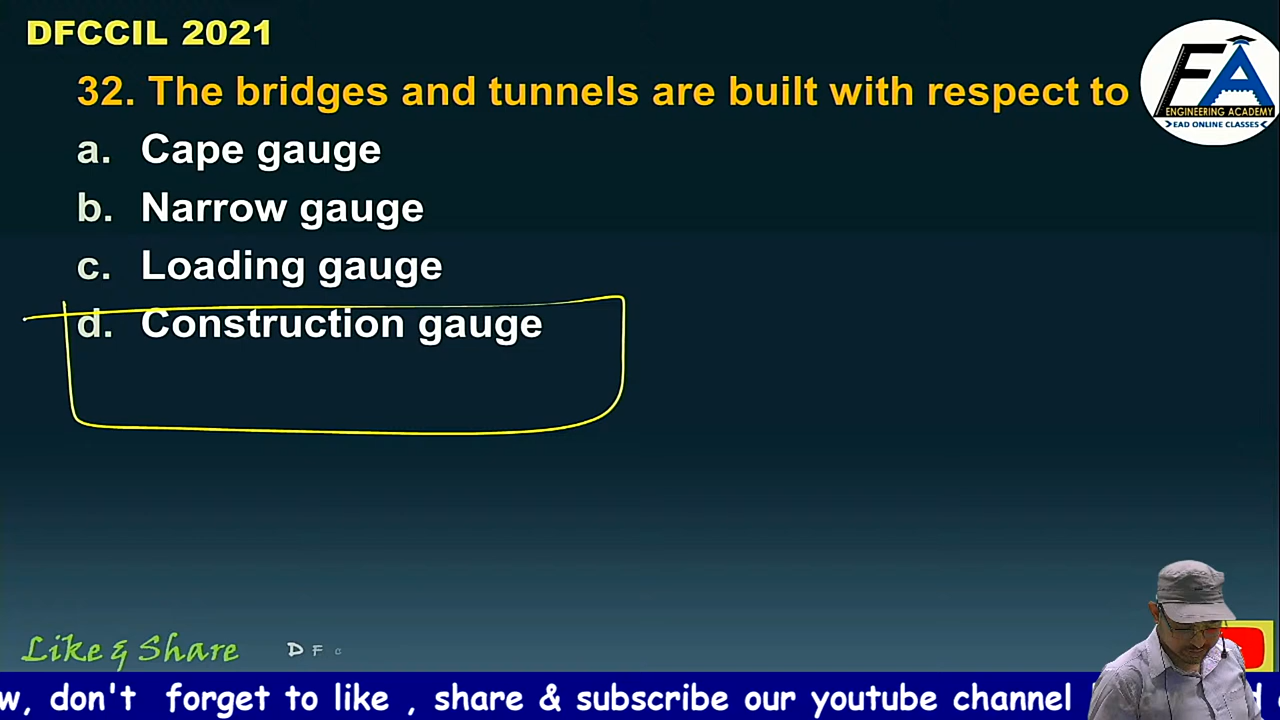 DFCCIL 2021
32. The bridges and tunnels are built with respect to
a. Cape gauge
b. Narrow gauge
c. Loading gauge
d. Construction gauge
FA
ENGINEERING ACADEMY
EAD ONLINE CLASSES
Like & Share
D F C
w, don't forget to like , share & subscribe our youtube channel